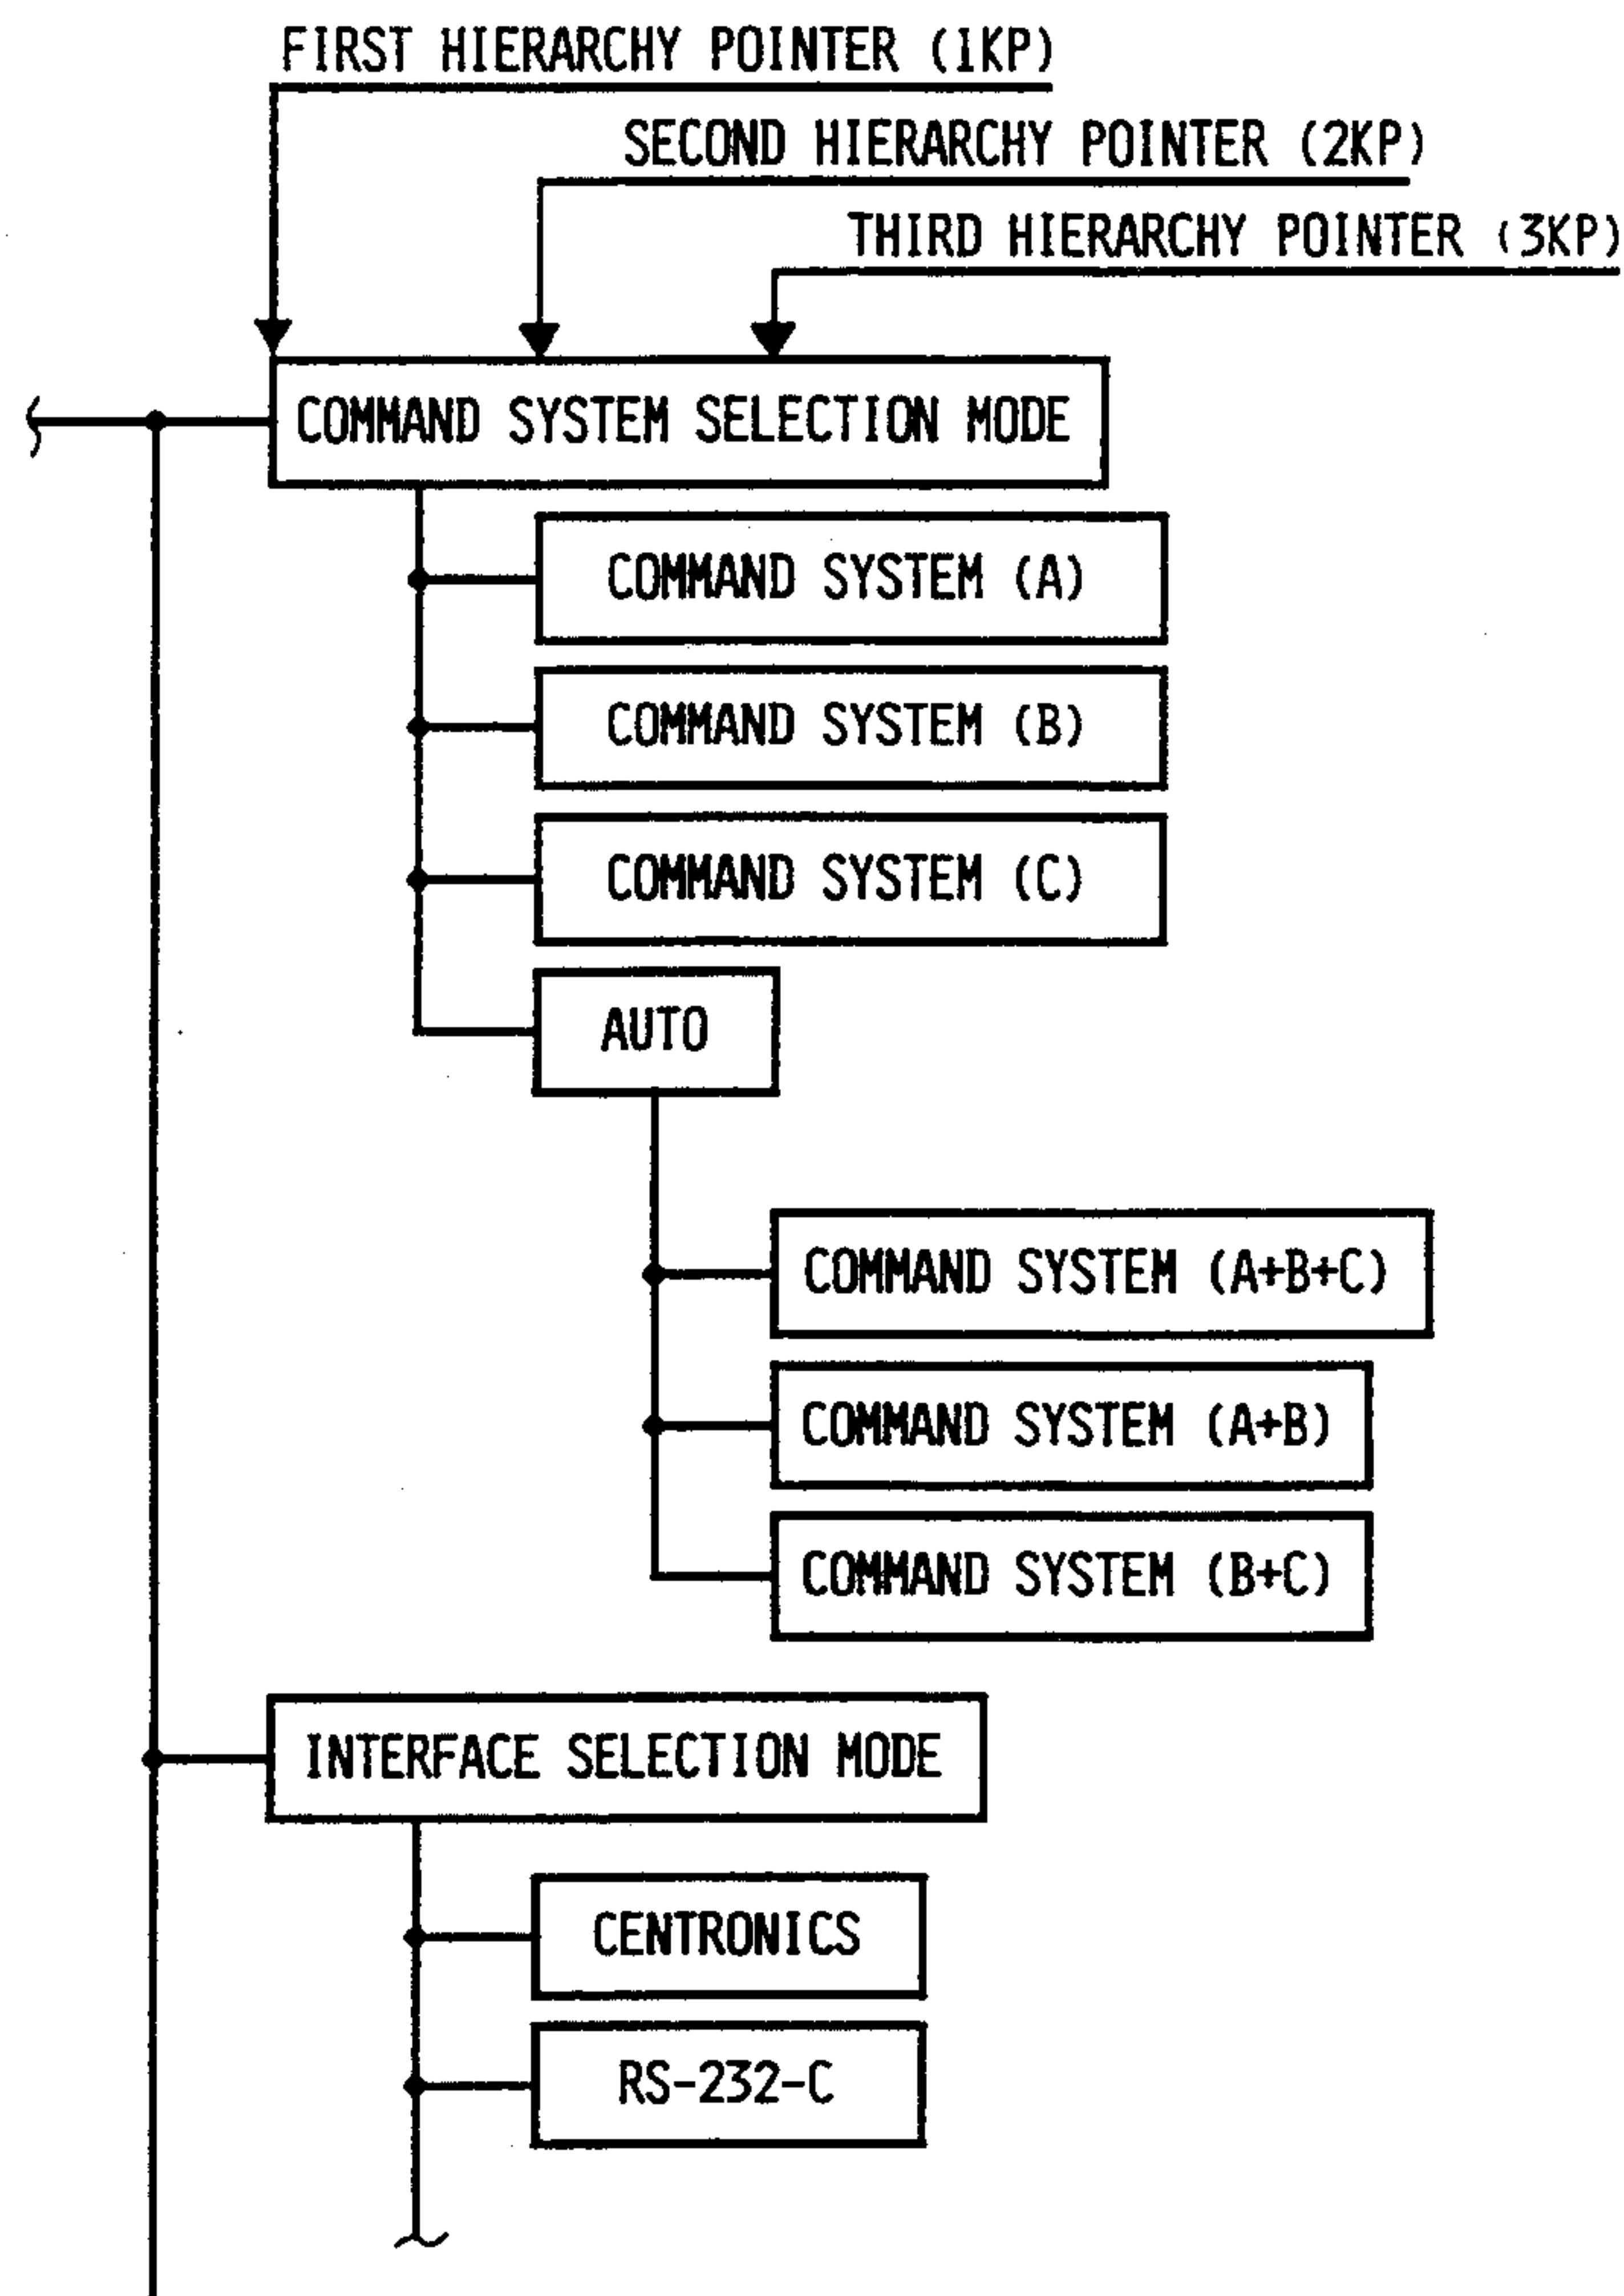 FIRST HIERARCHY POINTER (1KP)
SECOND HIERARCHY POINTER (2KP)
THIRD HIERARCHY POINTER (3KP)
COMMAND SYSTEM SELECTION MODE
COMMAND SYSTEM (A)
COMMAND SYSTEM (B)
COMMAND SYSTEM (C)
AUTO
COMMAND SYSTEM (A+B+C)
COMMAND SYSTEM (A+B)
COMMAND SYSTEM (B+C)
INTERFACE SELECTION MODE
CENTRONICS
RS-232-C